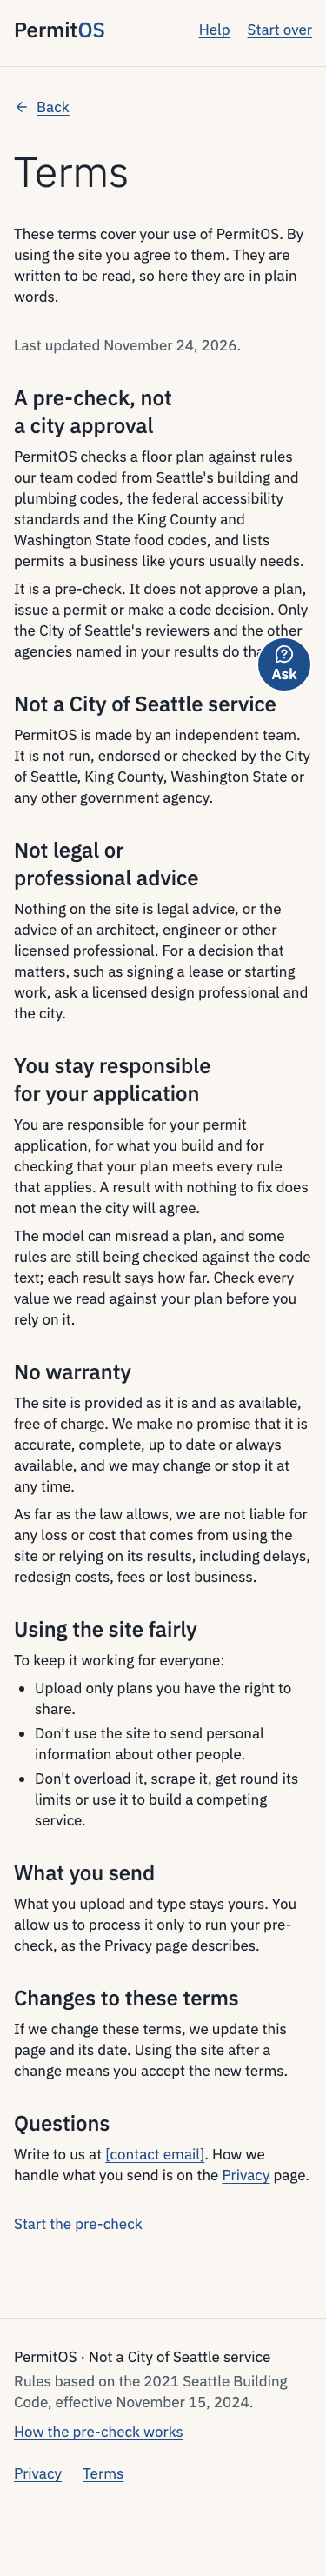 PermitOS
Help Start over
Back
Terms
These terms cover your use of PermitOS. By
using the site you agree to them. They are
written to be read, so here they are in plain
words.
Last updated November 24, 2026.
A pre-check, not
a city approval
PermitOS checks a floor plan against rules
our team coded from Seattle's building and
plumbing codes, the federal accessibility
standards and the King County and
Washington State food codes, and lists
permits a business like yours usually needs.
It is a pre-check. It does not approve a plan,
issue a permit or make a code decision. Only
the City of Seattle's reviewers and the other
agencies named in your results do
Ask
Not a City of Seattle service
PermitOS is made by an independent team.
It is not run, endorsed or checked by the City
of Seattle, King County, Washington State or
any other government agency.
Not legal or
professional advice
Nothing on the site is legal advice, or the
advice of an architect, engineer or other
licensed professional. For a decision that
matters, such as signing a lease or starting
work, ask a licensed design professional and
the city.
You stay responsible
for your application
You are responsible for your permit
application, for what you build and for
checking that your plan meets every rule
that applies. A result with nothing to fix does
not mean the city will agree.
The model can misread a plan, and some
rules are still being checked against the code
text; each result says how far. Check every
value we read against your plan before you
rely on it.
No warranty
The site is provided as it is and as available,
free of charge. We make no promise that it is
accurate, complete, up to date or always
available, and we may change or stop it at
any time.
As far as the law allows, we are not liable for
any loss or cost that comes from using the
site or relying on its results, including delays,
redesign costs, fees or lost business.
Using the site fairly
To keep it working for everyone:
• Upload only plans you have the right to
share.
• Don't use the site to send personal
information about other people.
• Don't overload it, scrape it, get round its
limits or use it to build a competing
service.
What you send
What you upload and type stays yours. You
allow us to process it only to run your pre-
check, as the Privacy page describes.
Changes to these terms
If we change these terms, we update this
page and its date. Using the site after a
change means you accept the new terms.
Questions
Write to us at [contact email]. How we
handle what you send is on the Privacy page.
Start the pre-check
PermitOS · Not a City of Seattle service
Rules based on the 2021 Seattle Building
Code, effective November 15, 2024.
How the pre-check works
Privacy Terms